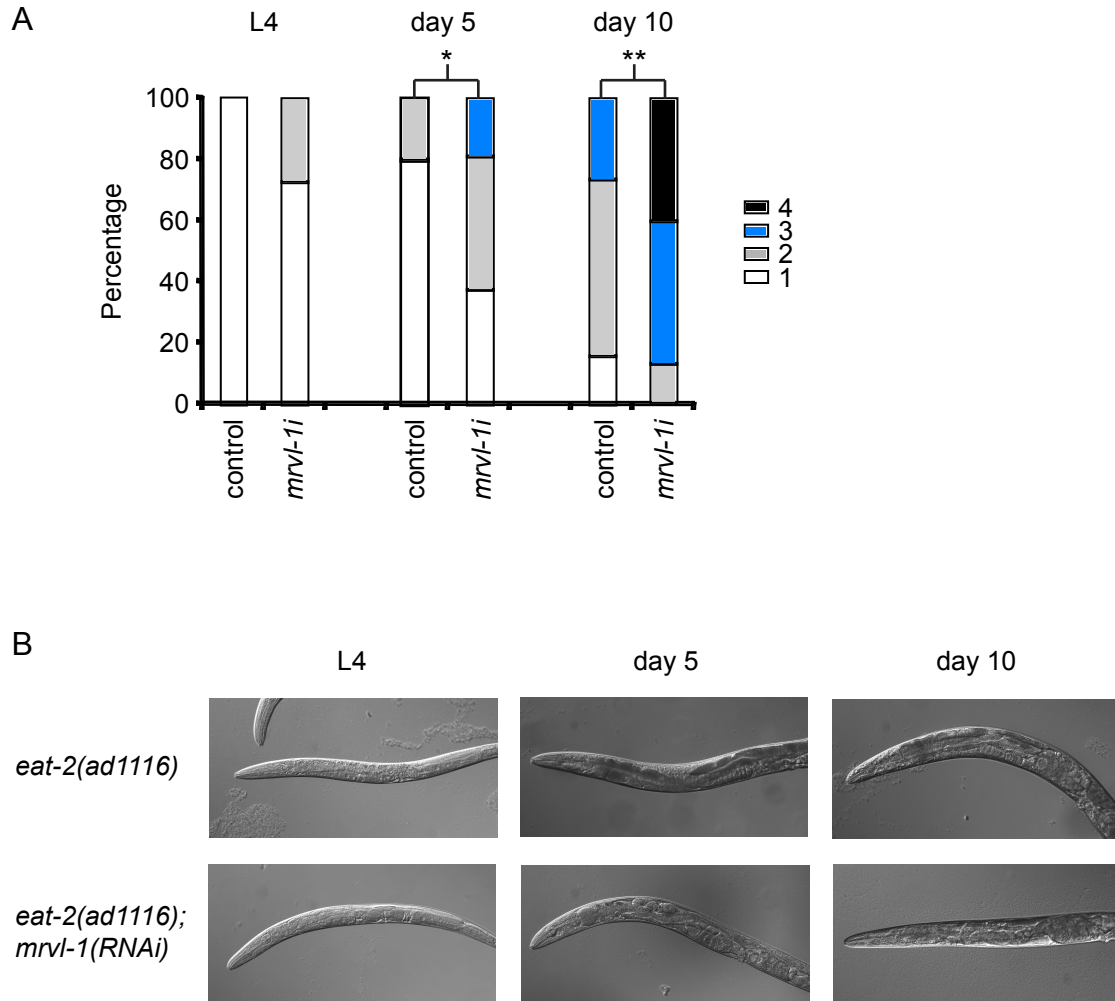 A
L4 day 5 day 10
* **
100
80
60
40
20
0
Percentage
control mrvl-1i control mrvl-1i control mrvl-1i
4
3
2
1
B
L4 day 5 day 10
eat-2(ad1116)
eat-2(ad1116);
mrvl-1(RNAi)